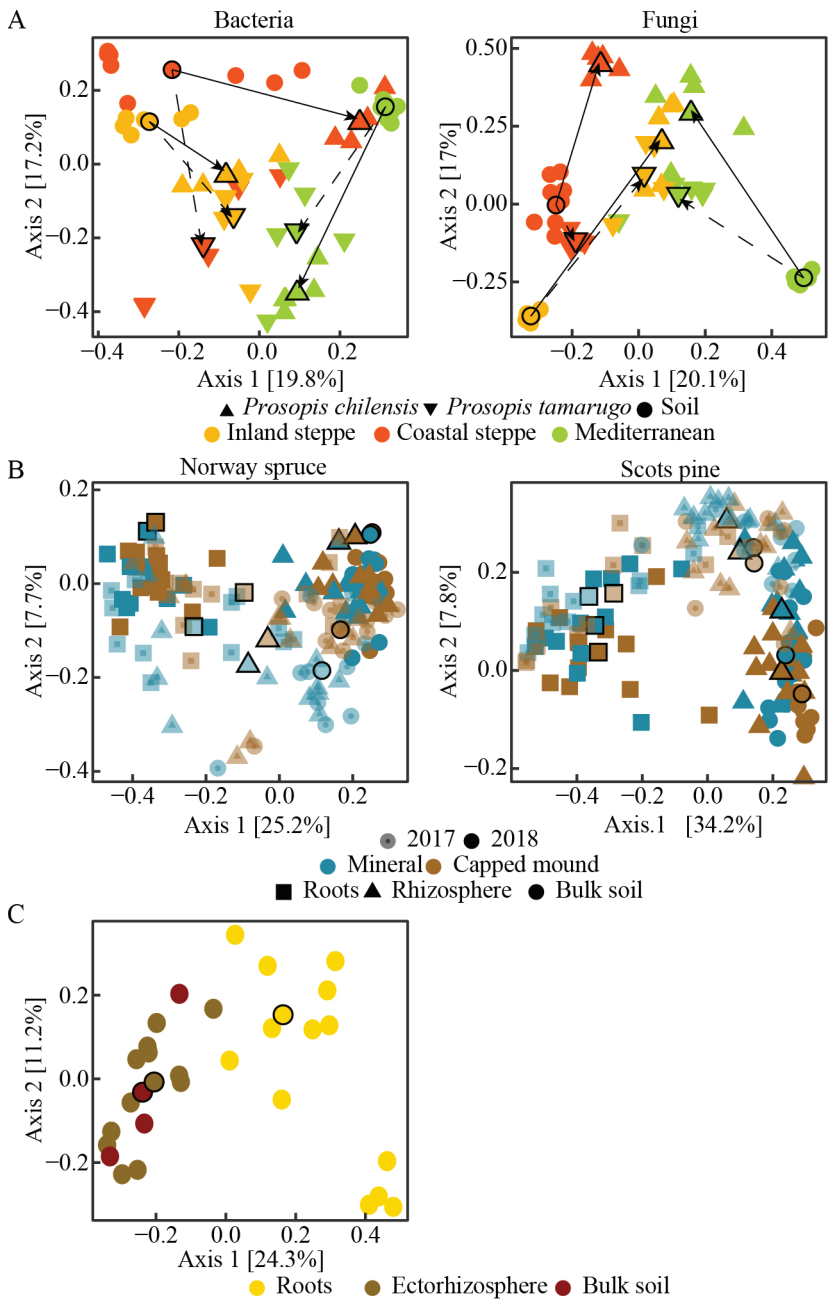 A
Bacteria
Fungi
Axis 2 [17.2%]
0.2
0.0
−0.2
−0.4
−0.4
−0.2
0.0
0.2
Axis 1 [19.8%]
Axis 2 [17%]
0.50
0.25
0.00
−0.25
−0.2
0.0
0.2
0.4
Axis 1 [20.1%]
Prosopis chilensis Prosopis tamarugo Soil
Inland steppe Coastal steppe Mediterranean
B
Norway spruce
Scots pine
Axis 2 [7.7%]
0.2
0.0
−0.2
−0.4
−0.4
−0.2
0.0
0.2
Axis 1 [25.2%]
Axis 2 [7.8%]
0.2
0.0
−0.2
−0.4
−0.2
0.0
0.2
Axis.1 [34.2%]
2017 2018
Mineral Capped mound
Roots Rhizosphere Bulk soil
C
Axis 2 [11.2%]
0.2
0.0
−0.2
−0.2
0.0
0.2
0.4
Axis 1 [24.3%]
Roots Ectorhizosphere Bulk soil